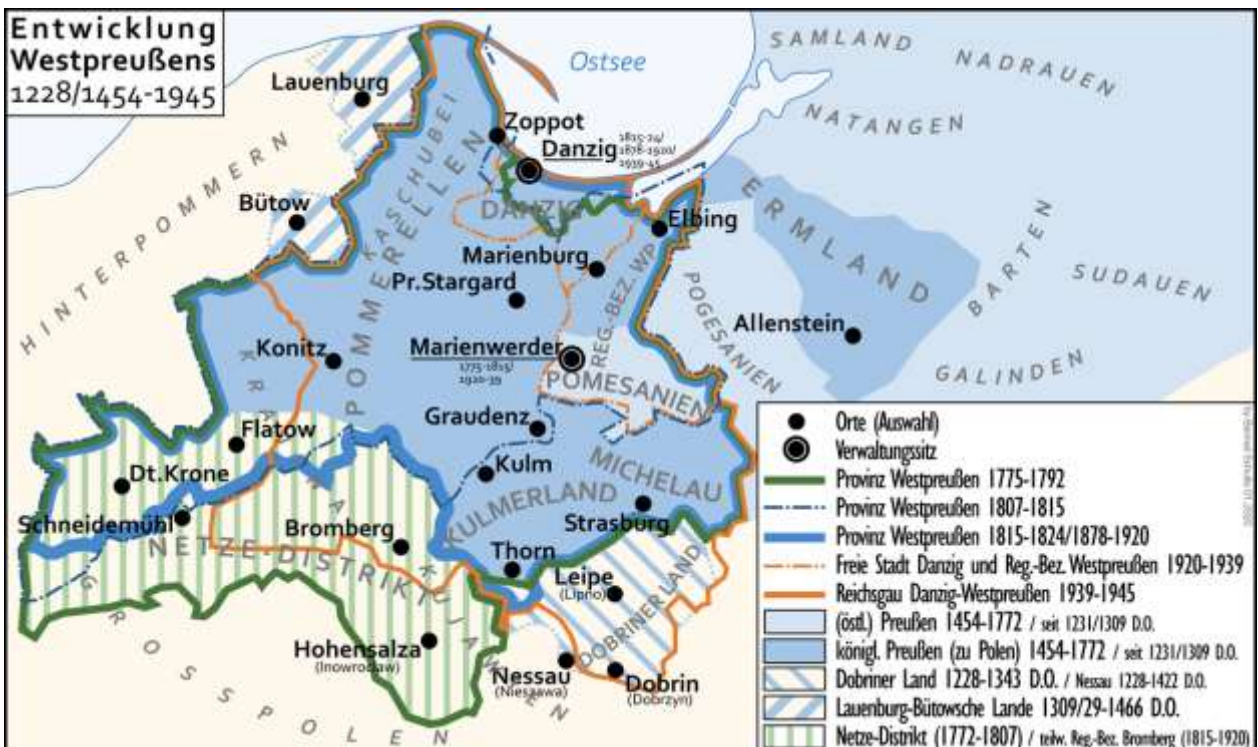 Entwicklung
Westpreußens
1228/1454-1945
Ostsee
SAMLAND
NADRAUEN
NATANGEN
Lauenburg
Zoppot
Danzig
1815-24/
1878-1920/
1939-45
KASCHUBEI
POMMERELLEN
HINTERPOMMERN
Bütow
DANZIG
Elbing
ERMLAND
BARTEN
SUDAUEN
Marienburg
Pr.Stargard
REG.-BEZ. WP
POGESANIEN
Allenstein
GALINDEN
Konitz
Marienwerder
1775-1815/
1920-39
POMESANIEN
Graudenz
Flatow
Dt.Krone
Kulm
MICHELAU
KULMERLAND
Strasburg
Schneidemühl
Bromberg
NETZE DISTRIKT
Thorn
Leipe
(Lipno)
DOBRINER LAND
KUJAWEN
Hohensalza
(Inowrocław)
Nessau
(Nieszawa)
Dobrin
(Dobrzyn)
GROSSPOLEN
Orte (Auswahl)
Verwaltungssitz
Provinz Westpreußen 1775-1792
Provinz Westpreußen 1807-1815
Provinz Westpreußen 1815-1824/1878-1920
Freie Stadt Danzig und Reg.-Bez. Westpreußen 1920-1939
Reichsgau Danzig-Westpreußen 1939-1945
(östl.) Preußen 1454-1772 / seit 1231/1309 D.O.
königl. Preußen (zu Polen) 1454-1772 / seit 1231/1309 D.O.
Dobriner Land 1228-1343 D.O. / Nessau 1228-1422 D.O.
Lauenburg-Bütowsche Lande 1309/29-1466 D.O.
Netze-Distrikt (1772-1807) / teilw. Reg.-Bez. Bromberg (1815-1920)